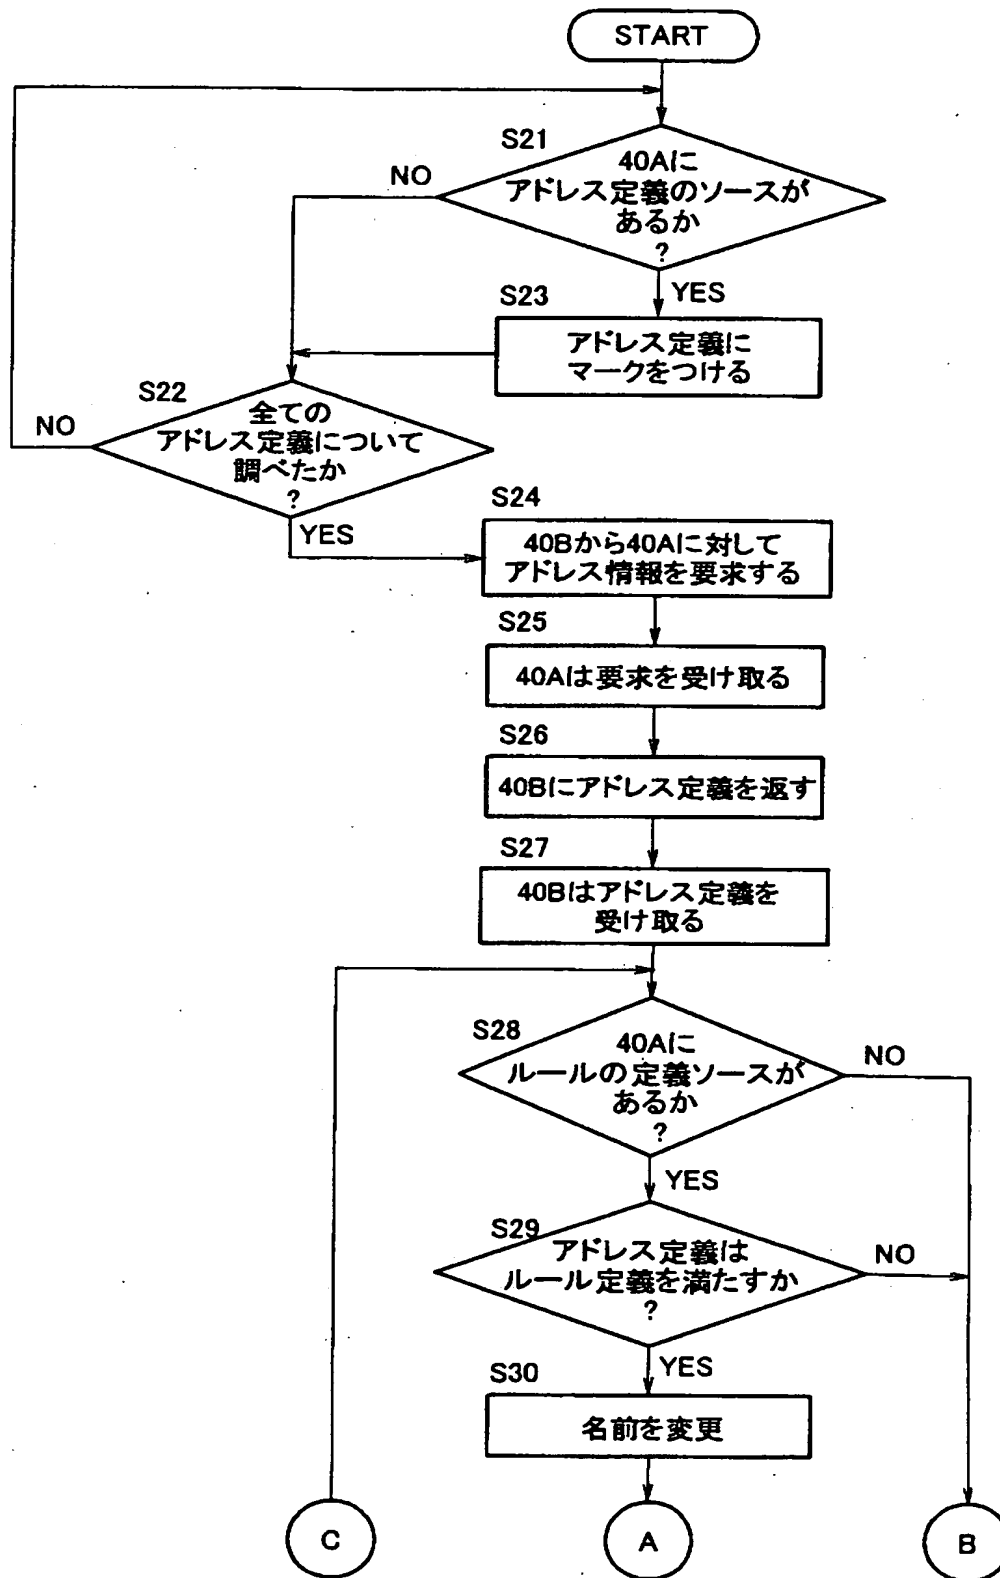 START
S21
40Aに
アドレス定義のソースが
あるか
?
NO
YES
S23
アドレス定義に
マークをつける
S22
全ての
アドレス定義について
調べたか
?
NO
YES
S24
40Bから40Aに対して
アドレス情報を要求する
S25
40Aは要求を受け取る
S26
40Bにアドレス定義を返す
S27
40Bはアドレス定義を
受け取る
S28
40Aに
ルールの定義ソースが
あるか
?
NO
YES
S29
アドレス定義は
ルール定義を満たすか
?
NO
YES
S30
名前を変更
C
A
B